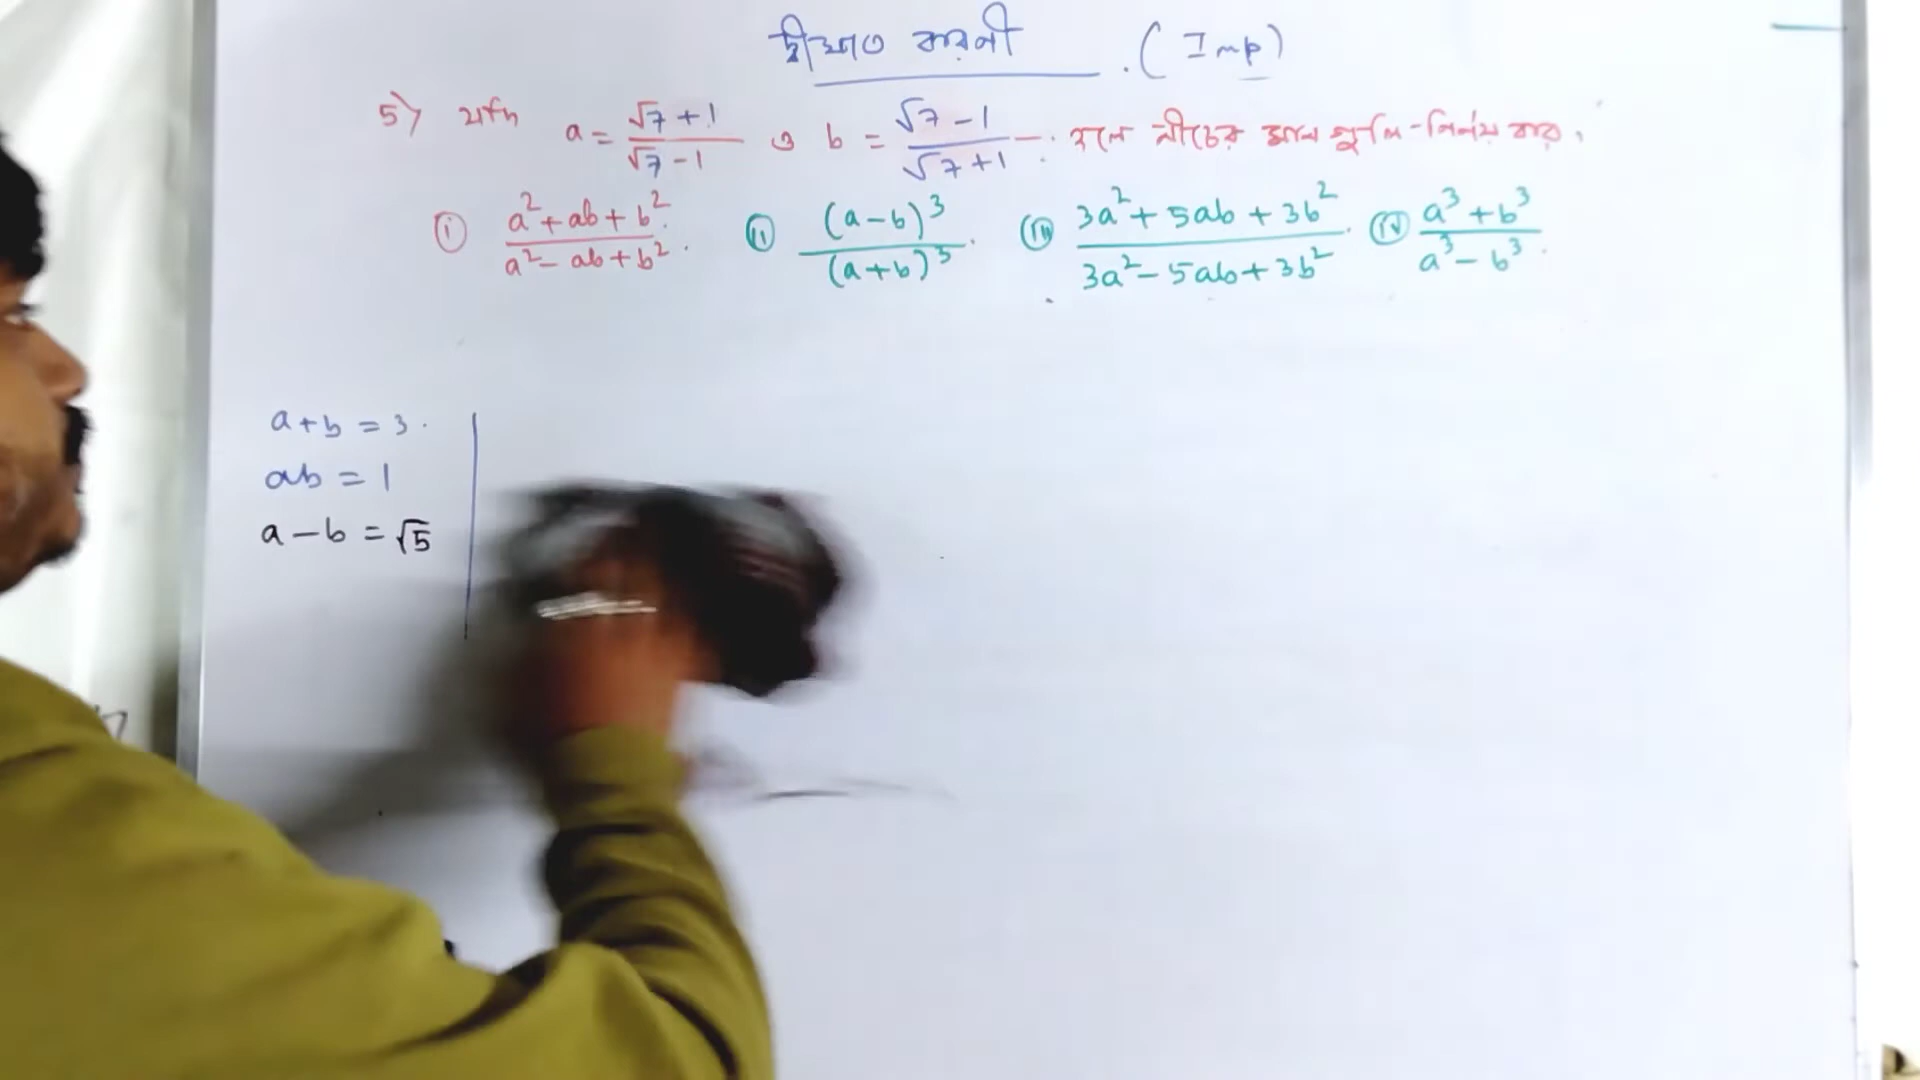 দ্বীঘাত করণী . (Imp)
5) যদি a = (√7 + 1)/(√7 - 1) ও b = (√7 - 1)/(√7 + 1) হলে নীচের মান গুলি নির্ণয় কর।
(i) (a² + ab + b²)/(a² - ab + b²) . (ii) (a - b)³/(a + b)³ . (iii) (3a² + 5ab + 3b²)/(3a² - 5ab + 3b²) . (iv) (a³ + b³)/(a³ - b³) .
a + b = 3 .
ab = 1
a - b = √5